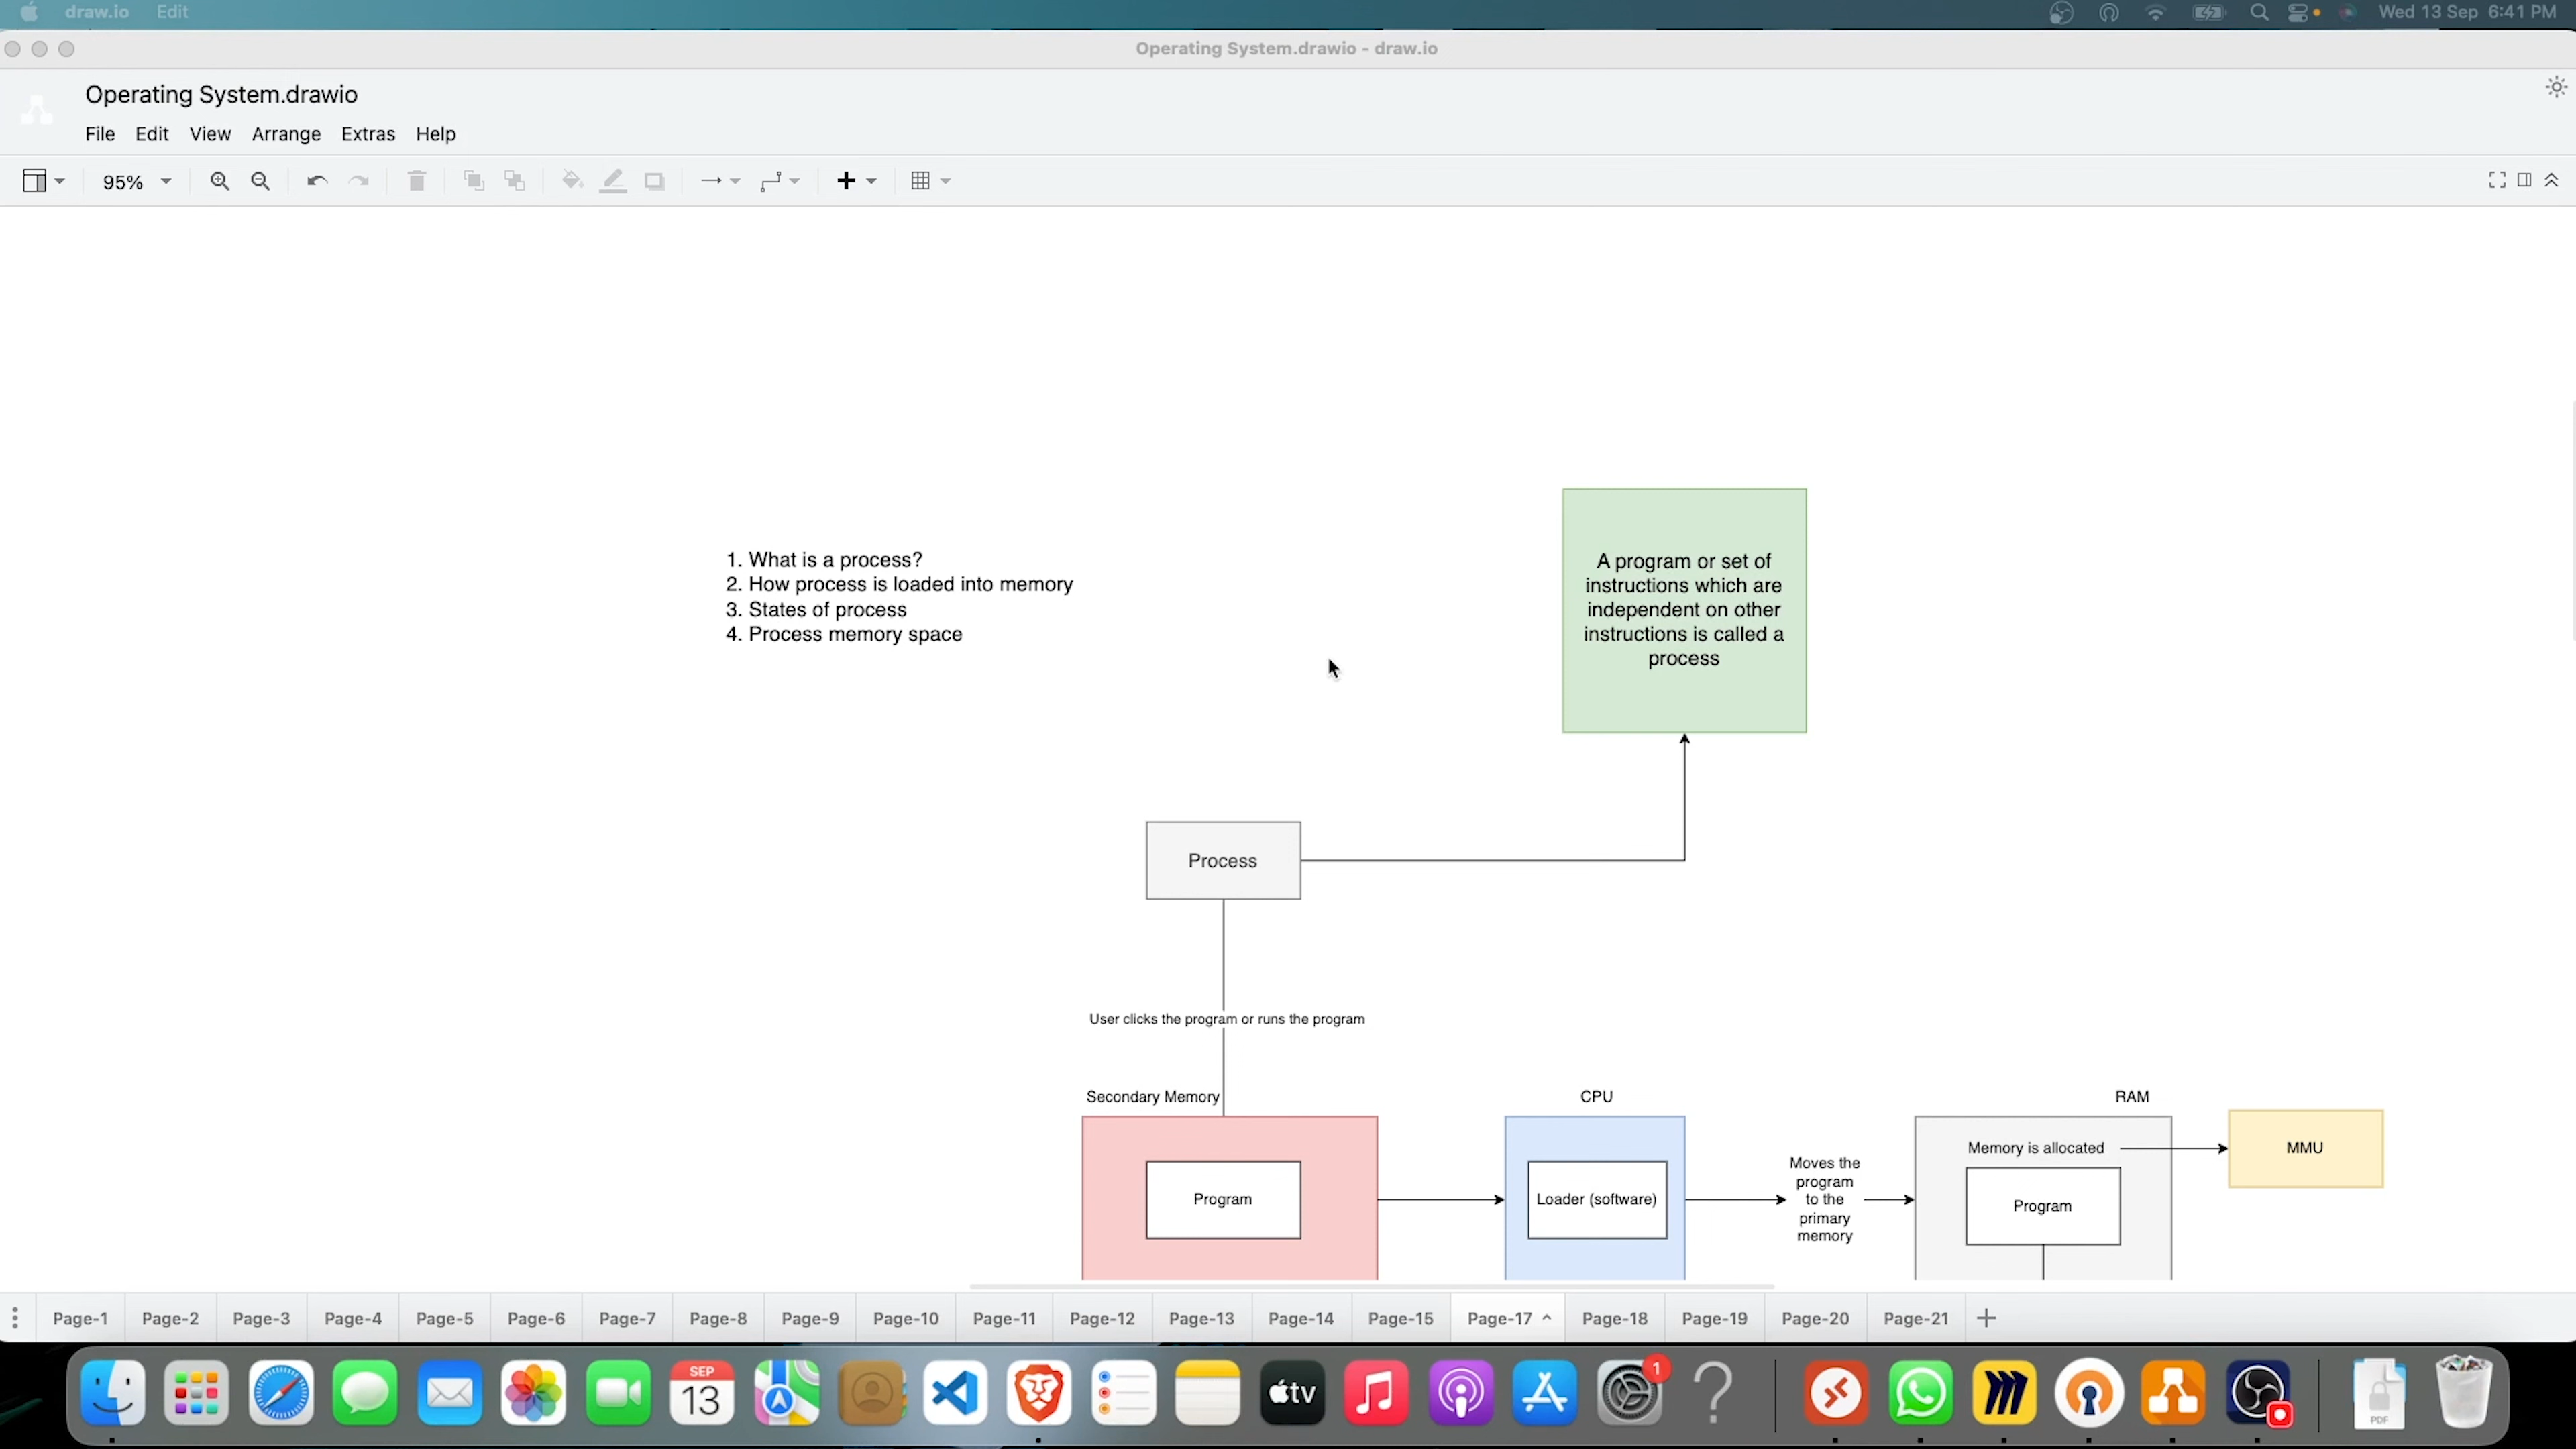 draw.io Edit
Wed 13 Sep 6:41 PM
Operating System.drawio - draw.io
Operating System.drawio
File Edit View Arrange Extras Help
95%
1. What is a process?
2. How process is loaded into memory
3. States of process
4. Process memory space
A program or set of
instructions which are
independent on other
instructions is called a
process
Process
User clicks the program or runs the program
Secondary Memory
CPU
RAM
Program
Loader (software)
Moves the
program
to the
primary
memory
Memory is allocated
MMU
Program
Page-1 Page-2 Page-3 Page-4 Page-5 Page-6 Page-7 Page-8 Page-9 Page-10 Page-11 Page-12 Page-13 Page-14 Page-15 Page-17 Page-18 Page-19 Page-20 Page-21
SEP
13
tv
1
PDF